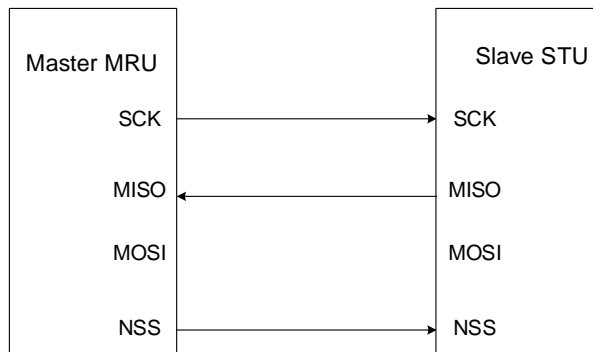 Master MRU
Slave STU
SCK
SCK
MISO
MISO
MOSI
MOSI
NSS
NSS